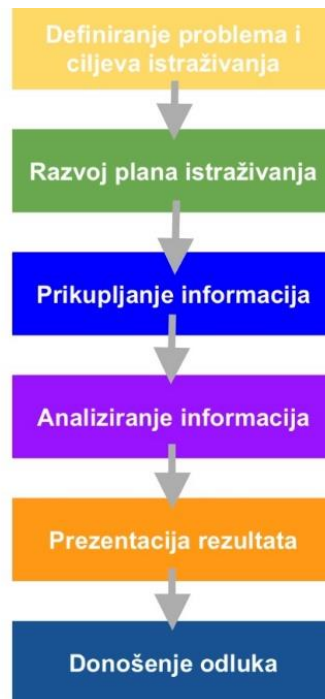 Definiranje problema i
ciljeva istraživanja
Razvoj plana istraživanja
Prikupljanje informacija
Analiziranje informacija
Prezentacija rezultata
Donošenje odluka